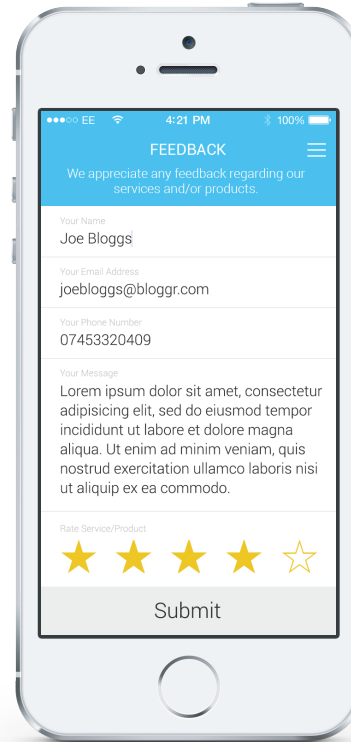 EE 4:21 PM 100%
FEEDBACK
We appreciate any feedback regarding our
services and/or products.
Your Name
Joe Bloggs
Your Email Address
joebloggs@bloggr.com
Your Phone Number
07453320409
Your Message
Lorem ipsum dolor sit amet, consectetur
adipisicing elit, sed do eiusmod tempor
incididunt ut labore et dolore magna
aliqua. Ut enim ad minim veniam, quis
nostrud exercitation ullamco laboris nisi
ut aliquip ex ea commodo.
Rate Service/Product
Submit